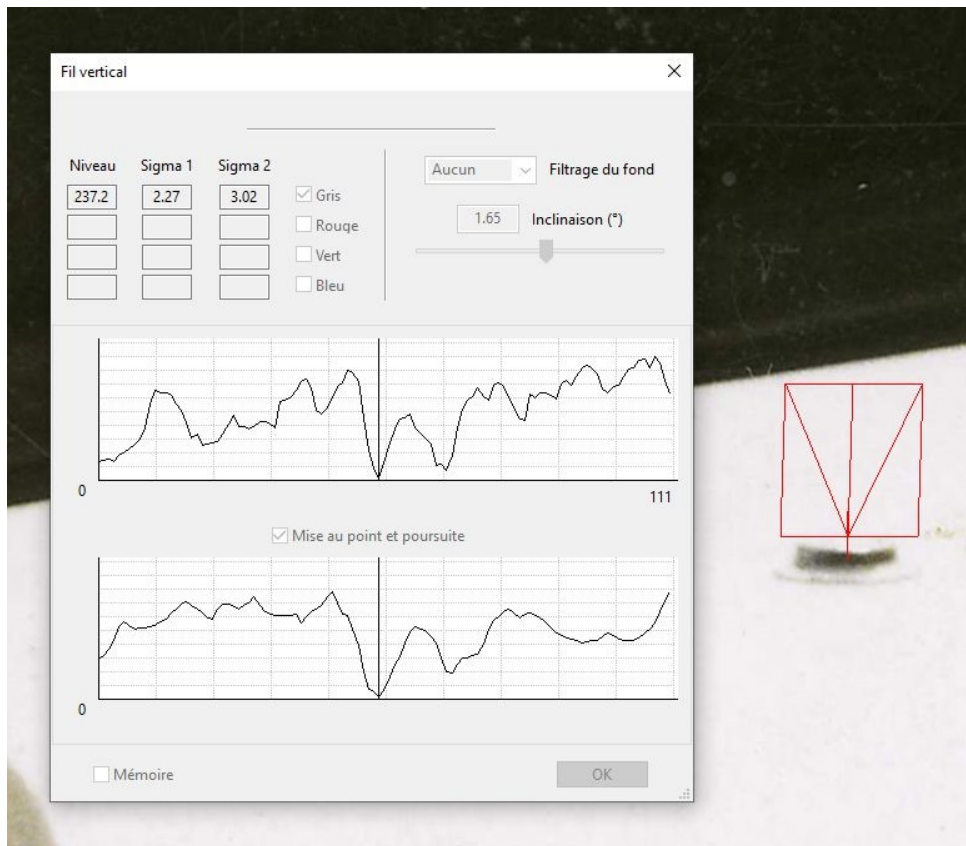 Fil vertical
Niveau Sigma 1 Sigma 2
237.2 2.27 3.02 Gris
Rouge
Vert
Bleu
Aucun Filtrage du fond
1.65 Inclinaison (°)
0 111
Mise au point et poursuite
0
Mémoire OK